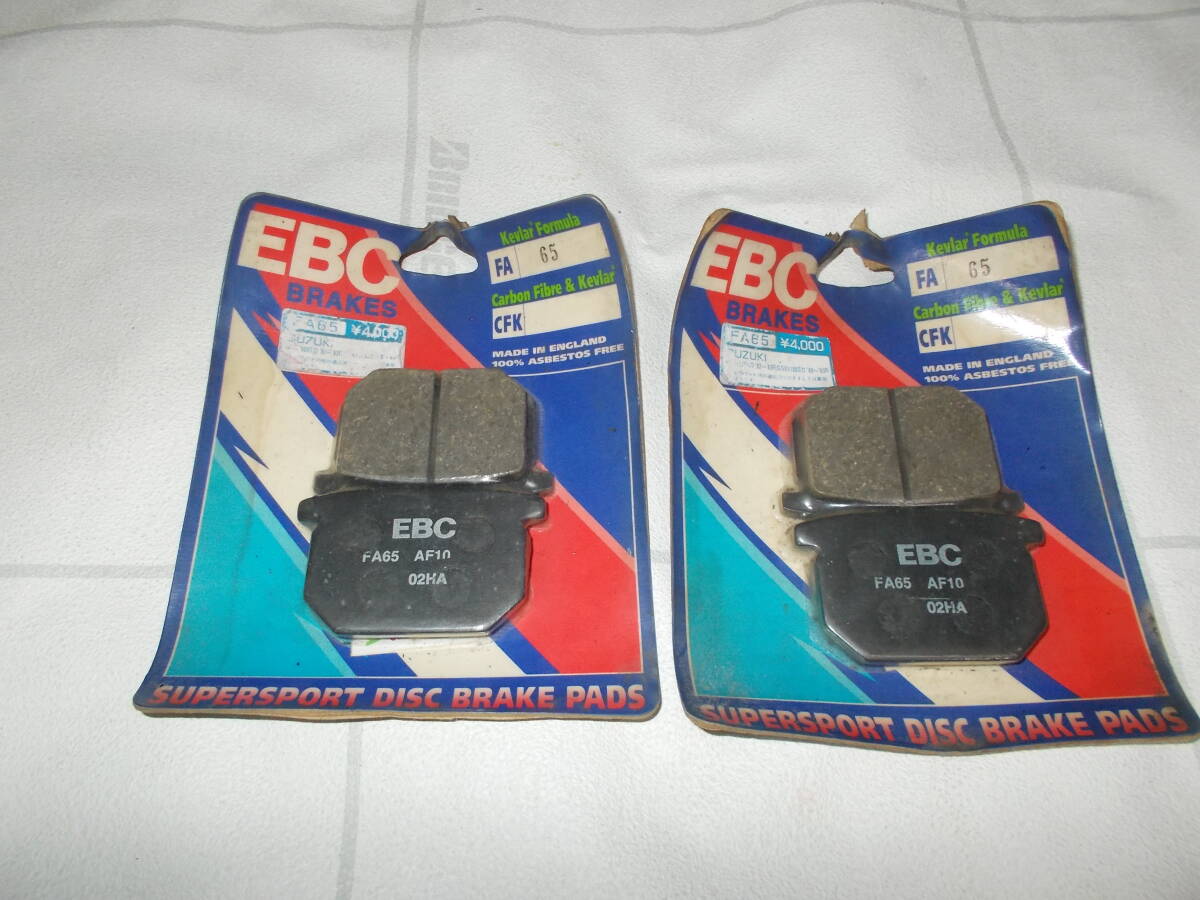 EBC
BRAKES
Kevlar Formula
FA 65
Carbon Fibre & Kevlar
CFK
MADE IN ENGLAND
100% ASBESTOS FREE
FA65 ¥4,000
SUZUKI
EBC
FA65 AF10
02HA
SUPERSPORT DISC BRAKE PADS
EBC
BRAKES
Kevlar Formula
FA 65
Carbon Fibre & Kevlar
CFK
MADE IN ENGLAND
100% ASBESTOS FREE
FA65 ¥4,000
SUZUKI
EBC
FA65 AF10
02HA
SUPERSPORT DISC BRAKE PADS